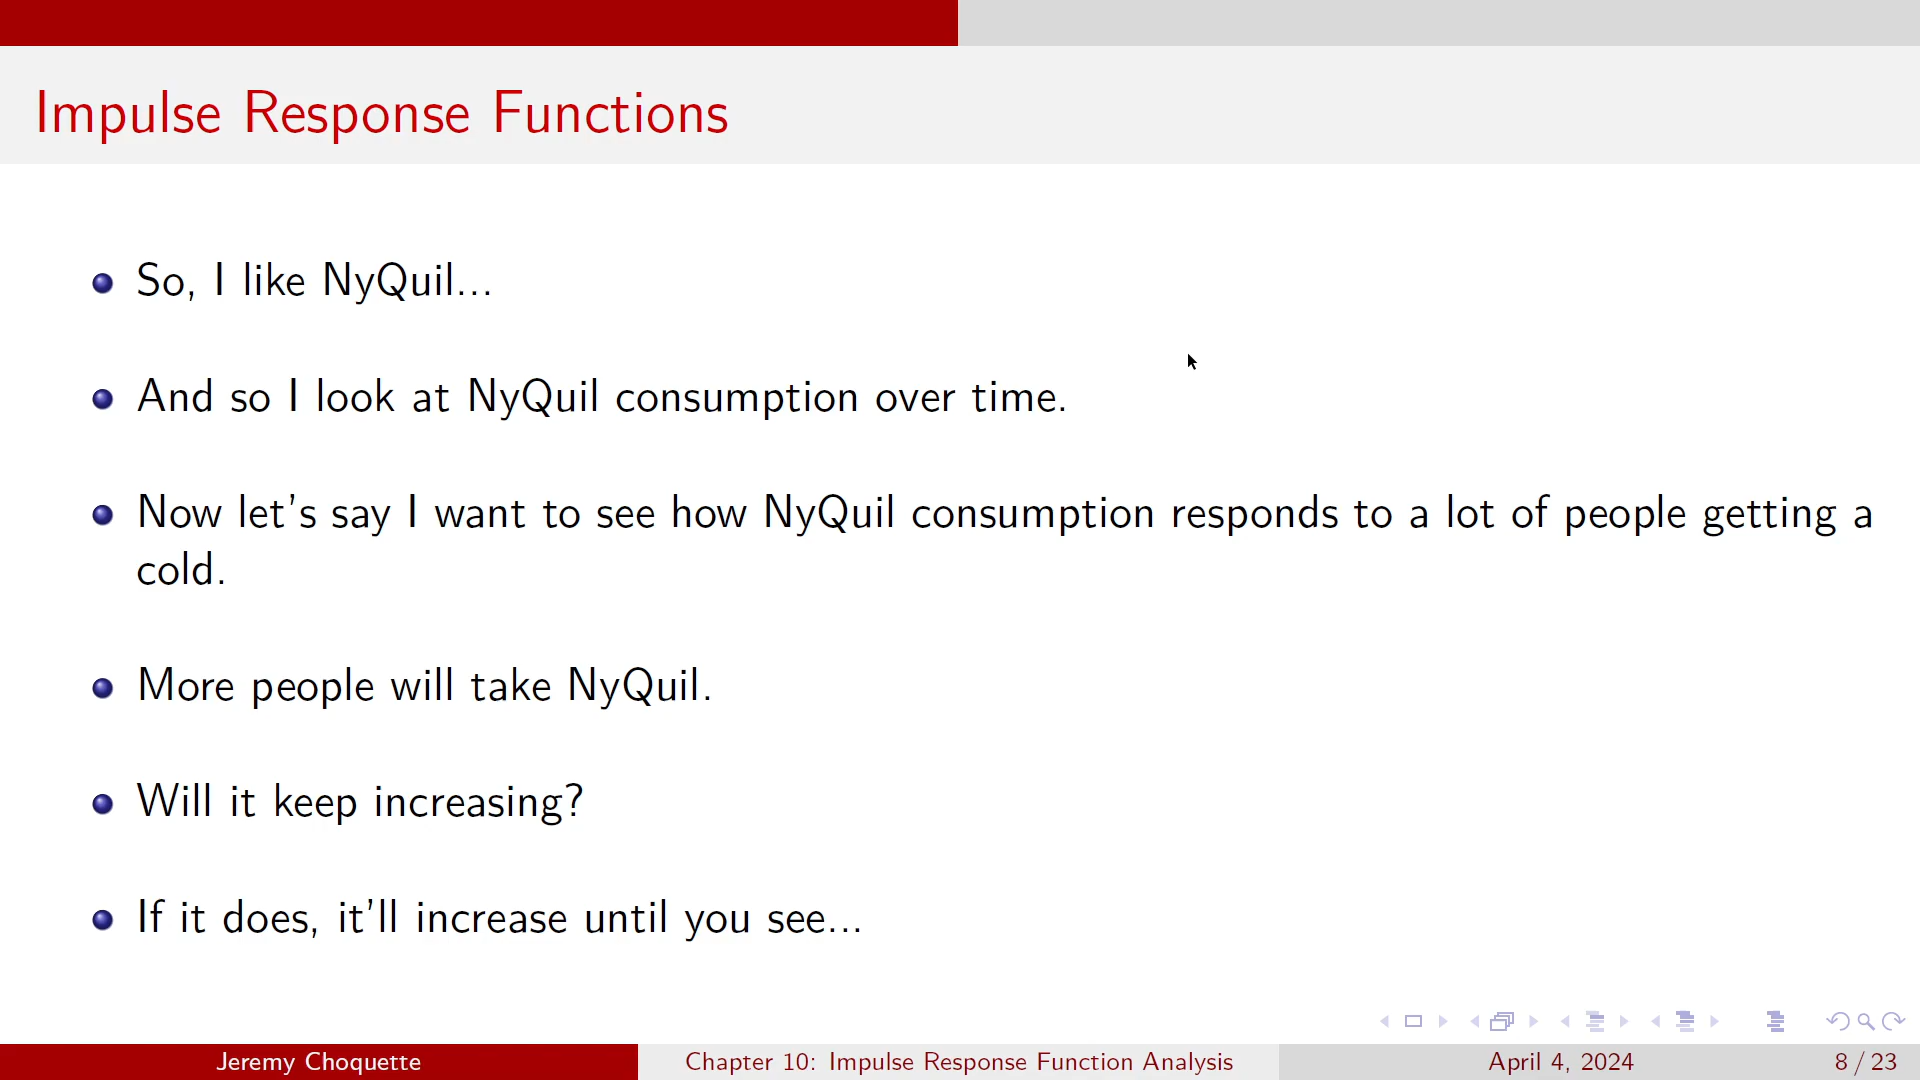 Impulse Response Functions
So, I like NyQuil...
And so I look at NyQuil consumption over time.
Now let's say I want to see how NyQuil consumption responds to a lot of people getting a
cold.
More people will take NyQuil.
Will it keep increasing?
If it does, it'll increase until you see...
Jeremy Choquette
Chapter 10: Impulse Response Function Analysis
April 4, 2024
8 / 23